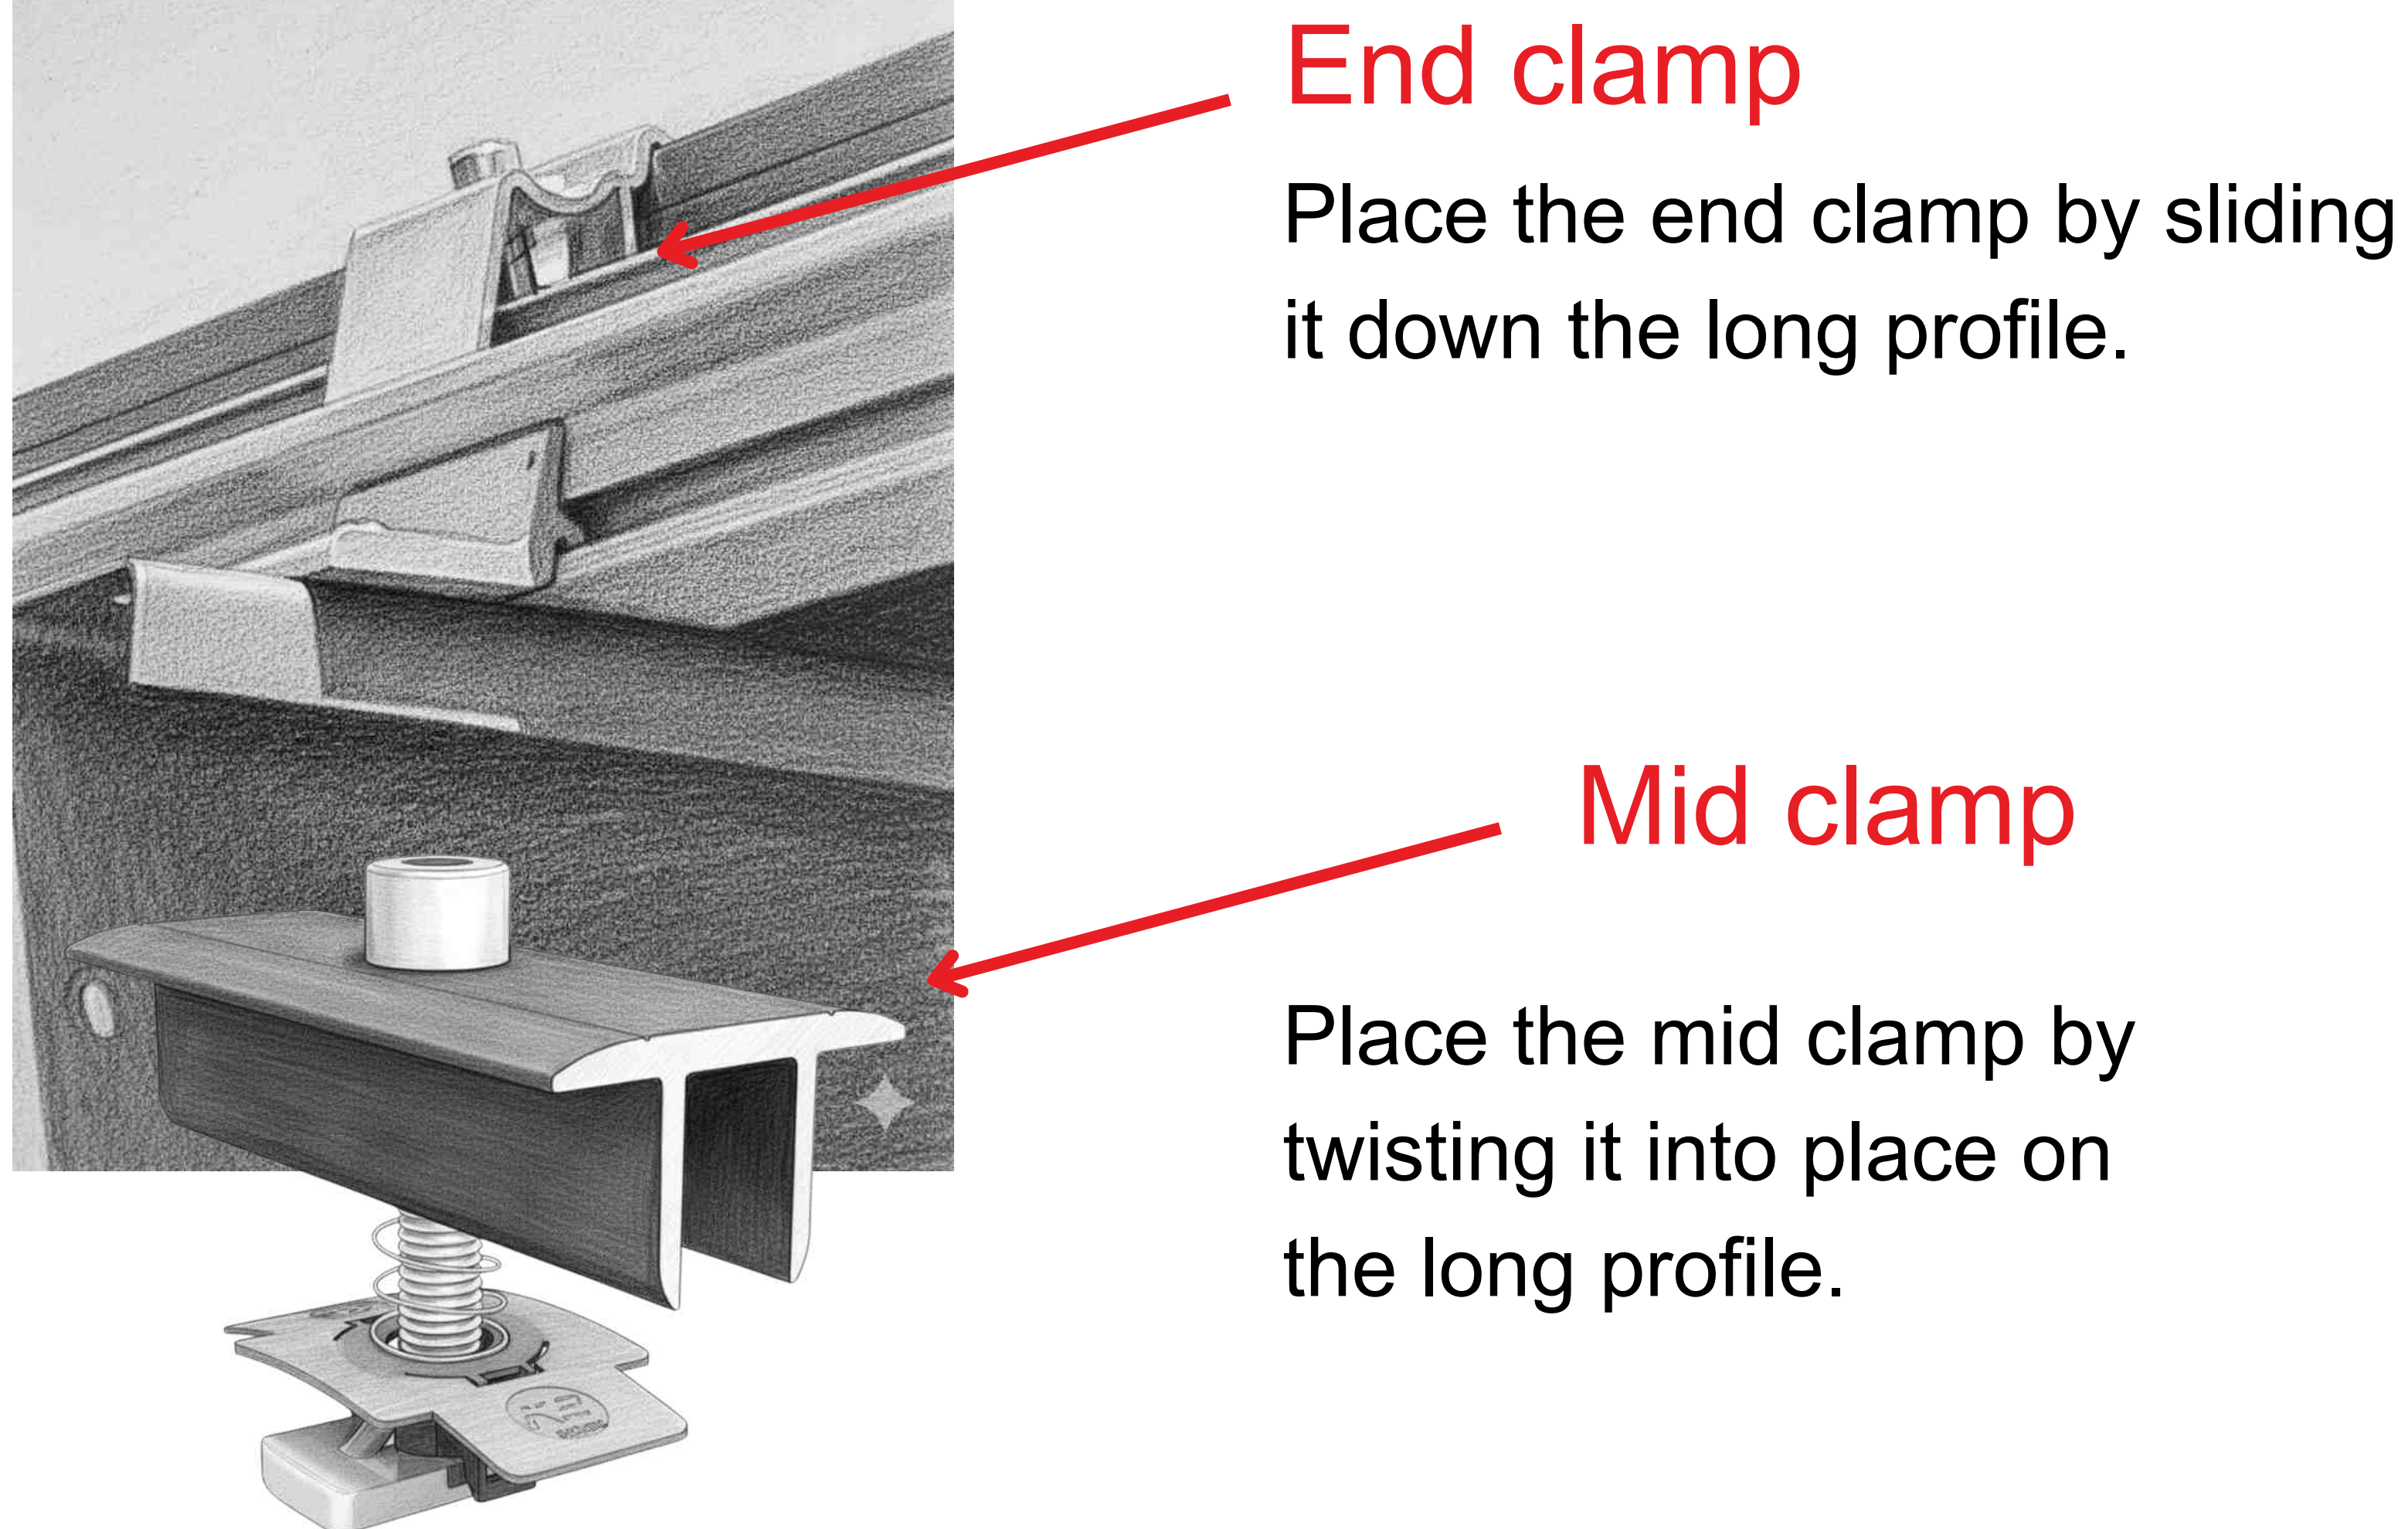 End clamp
Place the end clamp by sliding
it down the long profile.
Mid clamp
Place the mid clamp by
twisting it into place on
the long profile.